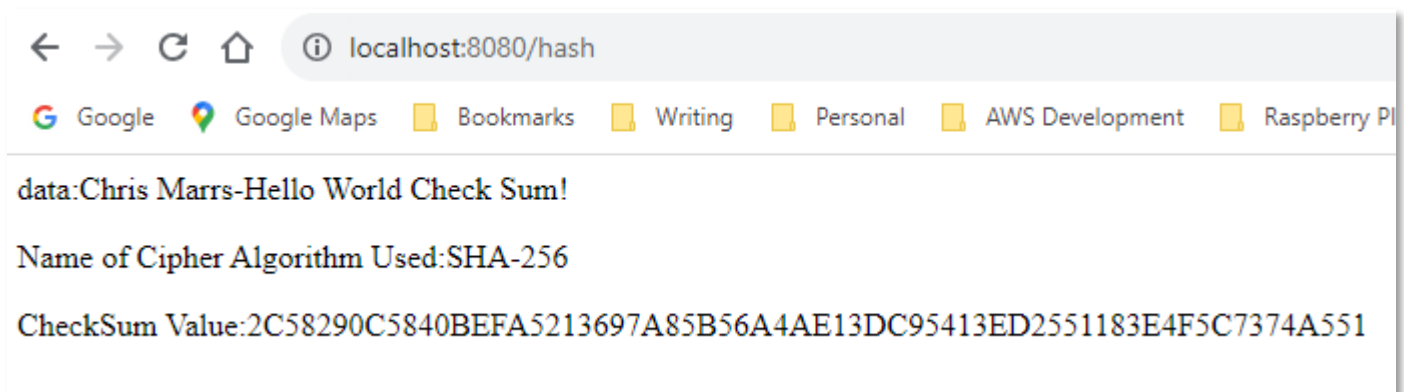 localhost:8080/hash
Google Google Maps Bookmarks Writing Personal AWS Development Raspberry PI
data:Chris Marrs-Hello World Check Sum!
Name of Cipher Algorithm Used:SHA-256
CheckSum Value:2C58290C5840BEFA5213697A85B56A4AE13DC95413ED2551183E4F5C7374A551